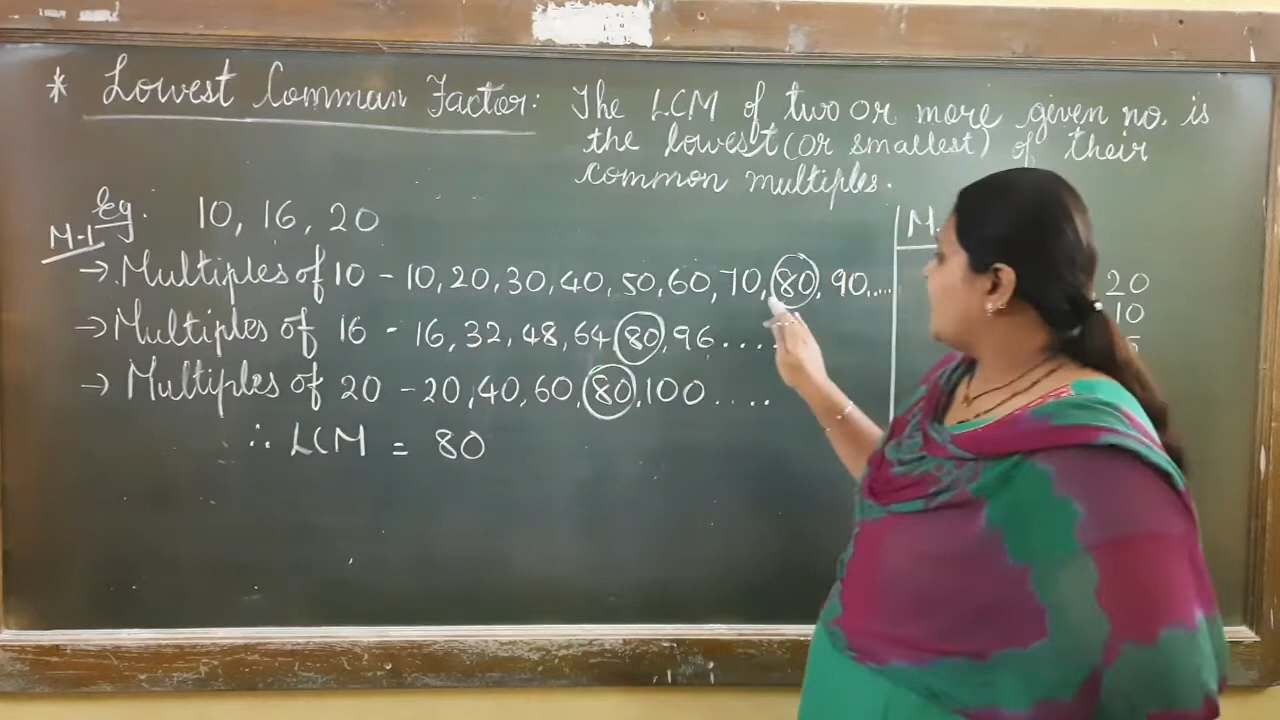 * Lowest Common Factor: The LCM of two or more given no. is
the lowest (or smallest) of their
common multiples.
Eg. 10, 16, 20
M-1
→ Multiples of 10 - 10, 20, 30, 40, 50, 60, 70, 80, 90, ....
→ Multiples of 16 - 16, 32, 48, 64, 80, 96 ....
→ Multiples of 20 - 20, 40, 60, 80, 100 ....
∴ LCM = 80
M.
20
10
5